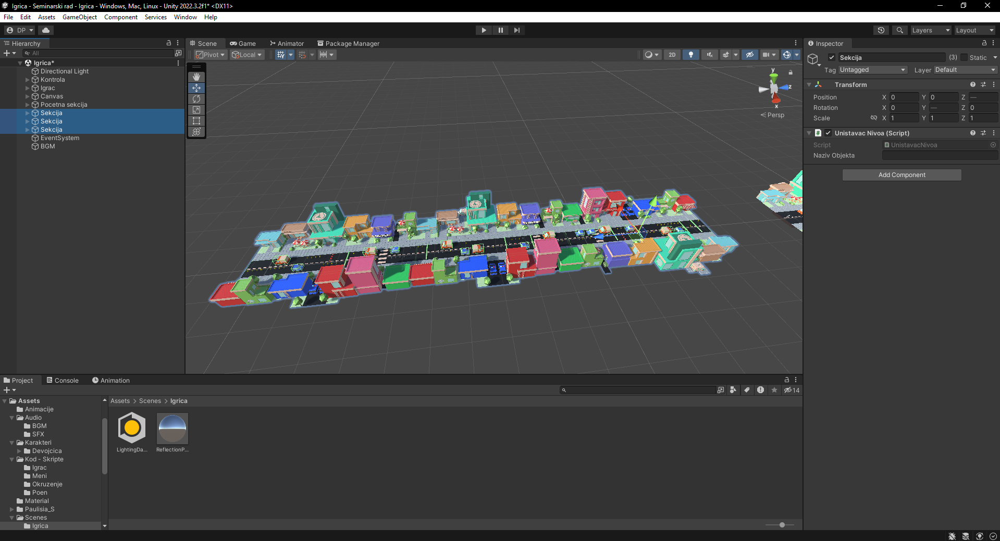 Igrica - Seminarski rad - Igrica - Windows, Mac, Linux - Unity 2022.3.2f1* <DX11>
File Edit Assets GameObject Component Services Window Help
DP
Layers
Layout
Hierarchy
All
Igrica*
Directional Light
Kontrola
Igrac
Canvas
Pocetna sekcija
Sekcija
Sekcija
Sekcija
EventSystem
BGM
Scene Game Animator Package Manager
Pivot Local 2D
y
z
x
Persp
Inspector
Sekcija (3) Static
Tag Untagged Layer Default
Transform
Position X 0 Y 0 Z —
Rotation X 0 Y — Z 0
Scale X 1 Y 1 Z 1
# Unistavac Nivoa (Script)
Script UnistavacNivoa
Naziv Objekta
Add Component
Project Console Animation
14
Assets
Animacije
Audio
BGM
SFX
Karakteri
Devojcica
Kod - Skripte
Igrac
Meni
Okruzenje
Poen
Material
Paulisia_S
Scenes
Igrica
Assets > Scenes > Igrica
LightingDa...
ReflectionP...